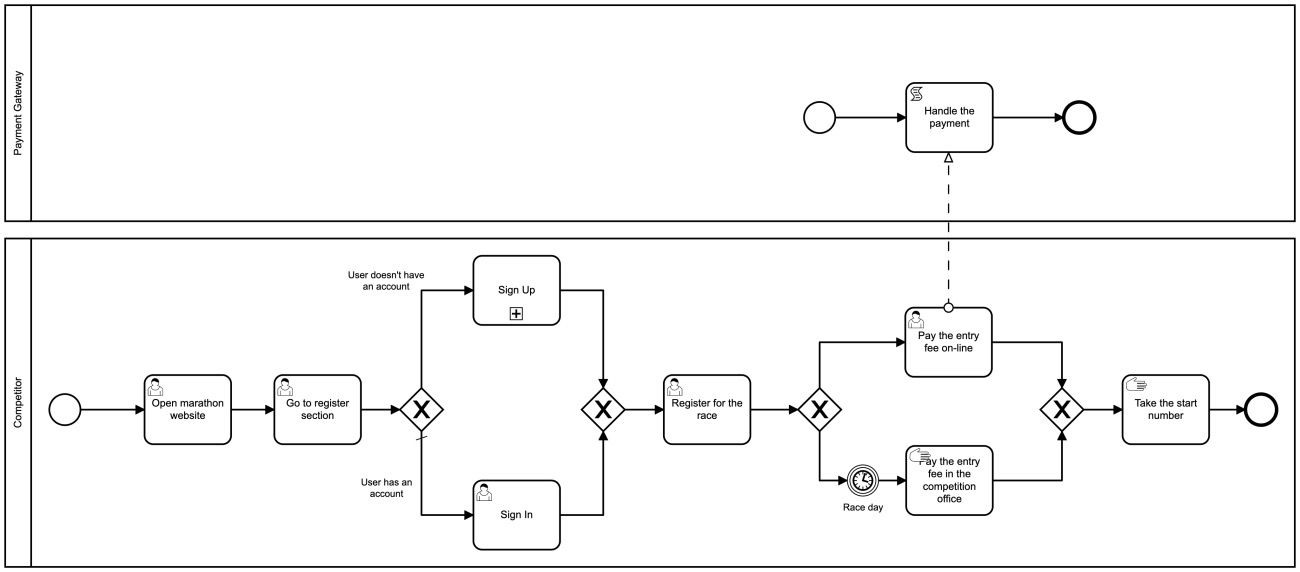 Payment Gateway
Handle the
payment
Competitor
Open marathon
website
Go to register
section
User doesn't have
an account
User has an
account
Sign Up
Sign In
Register for the
race
Race day
Pay the entry
fee on-line
Pay the entry
fee in the
competition
office
Take the start
number